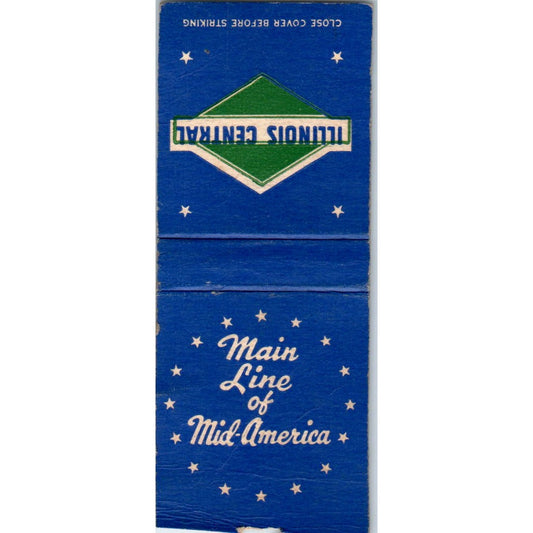 CLOSE COVER BEFORE STRIKING
ILLINOIS CENTRAL
Main
Line
of
Mid-America